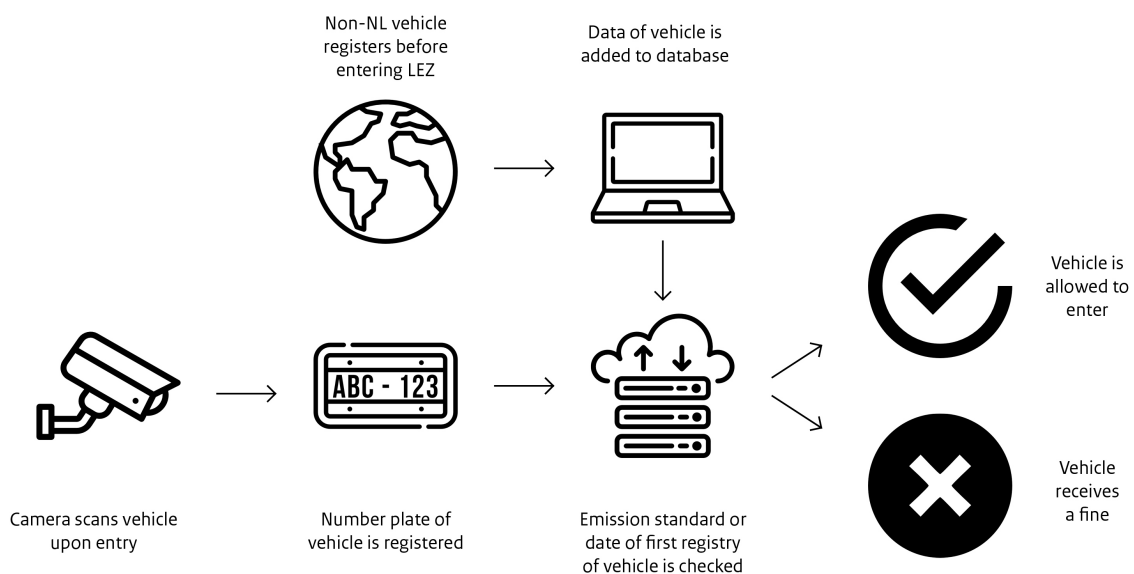 Non-NL vehicle
registers before
entering LEZ
Data of vehicle is
added to database
Vehicle is
allowed to
enter
ABC - 123
Camera scans vehicle
upon entry
Number plate of
vehicle is registered
Emission standard or
date of first registry
of vehicle is checked
Vehicle
receives
a fine